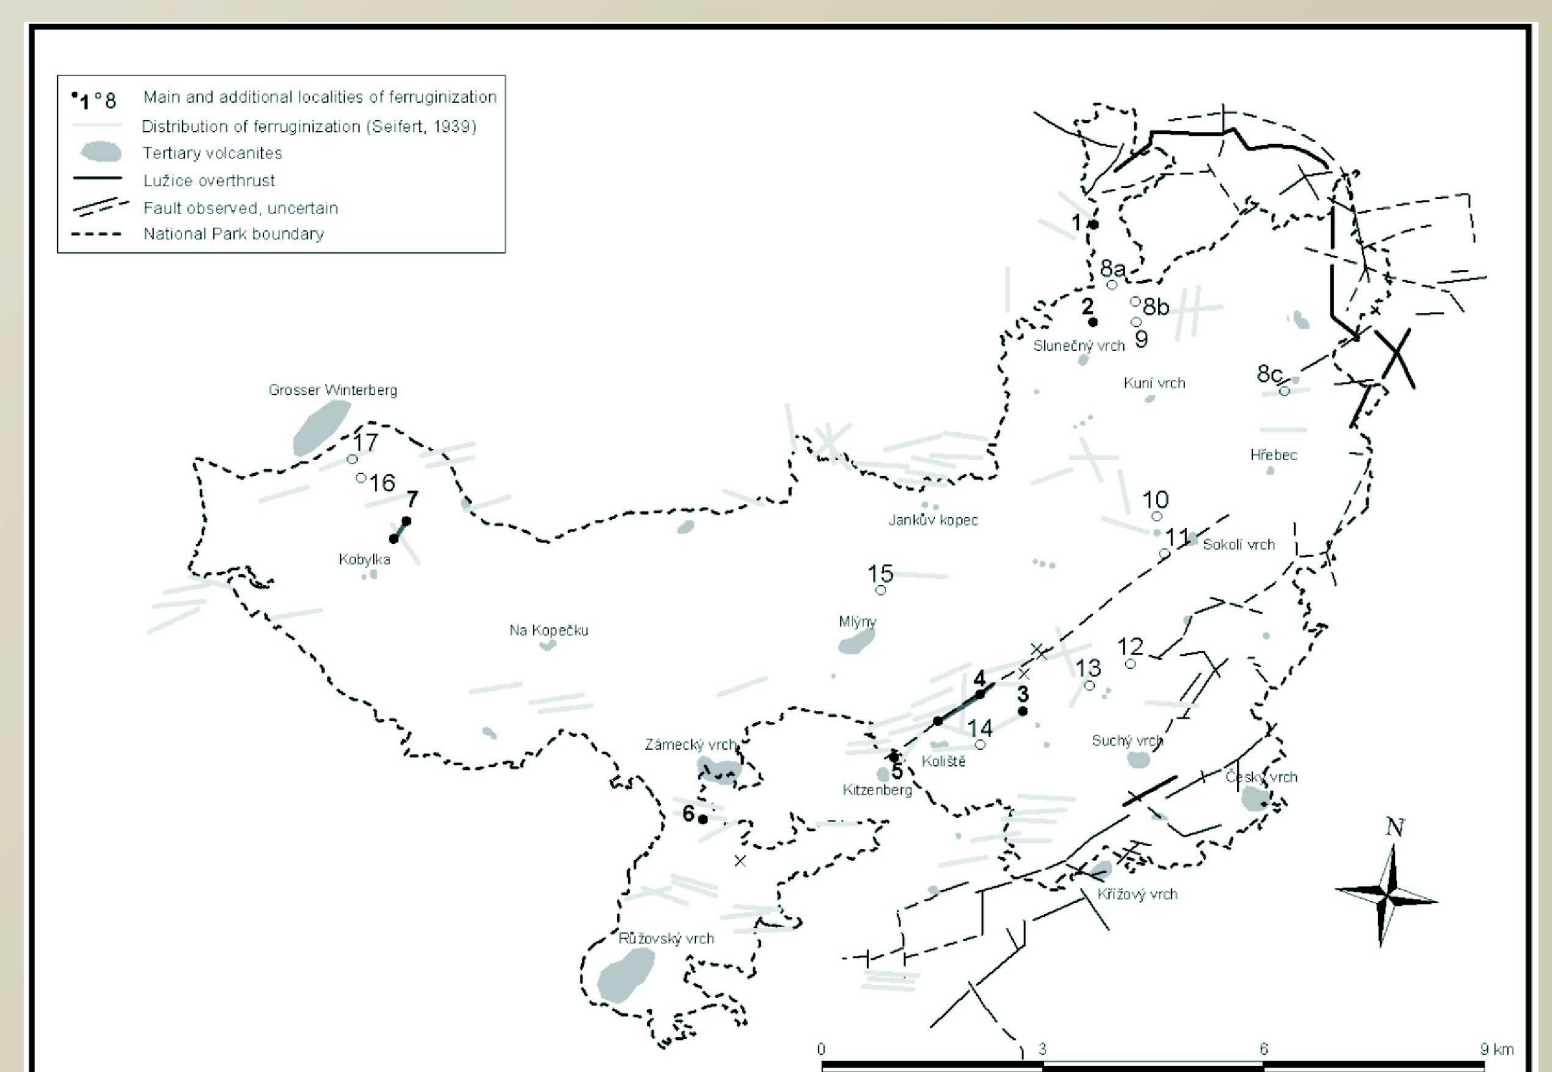 1 8 Main and additional localities of ferruginization
Distribution of ferruginization (Seifert, 1939)
Tertiary volcanites
Lužice overthrust
Fault observed, uncertain
National Park boundary
1
8a
2
8b
9
Slunečný vrch
8c
Kuní vrch
Grosser Winterberg
17
Hřebec
16
7
10
Jankův kopec
11
Sokolí vrch
Kobylka
15
Mlýny
Na Kopečku
12
13
4
3
14
Suchý vrch
Zámecký vrch
Koliště
5
Český vrch
Kitzenberg
6
N
Křížový vrch
Růžovský vrch
0 3 6 9 km